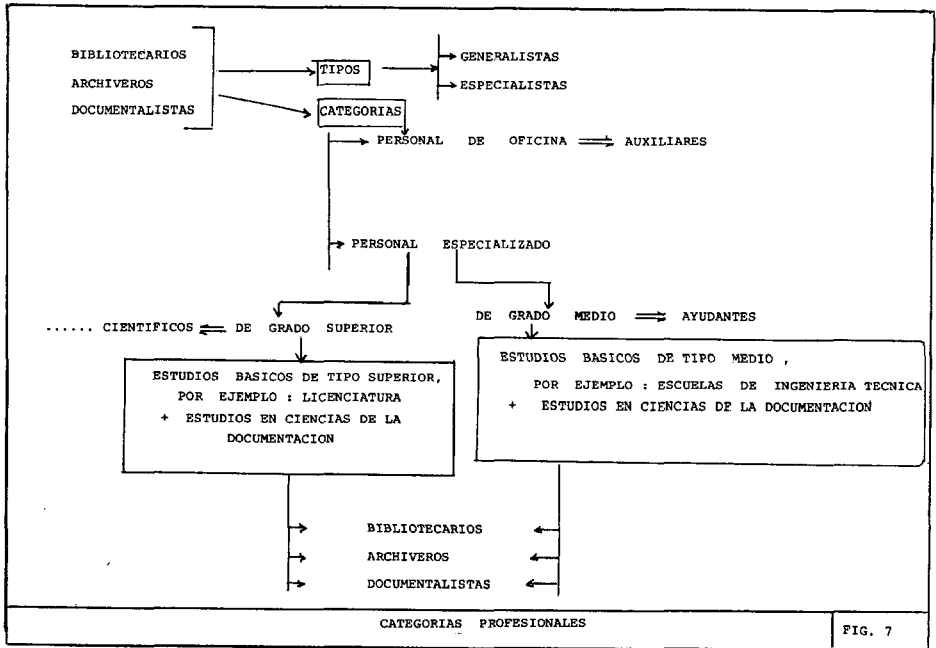 BIBLIOTECARIOS
ARCHIVEROS
DOCUMENTALISTAS
TIPOS
CATEGORIAS
GENERALISTAS
ESPECIALISTAS
PERSONAL DE OFICINA AUXILIARES
PERSONAL ESPECIALIZADO
...... CIENTIFICOS DE GRADO SUPERIOR
DE GRADO MEDIO AYUDANTES
ESTUDIOS BASICOS DE TIPO SUPERIOR,
POR EJEMPLO : LICENCIATURA
+ ESTUDIOS EN CIENCIAS DE LA
DOCUMENTACION
ESTUDIOS BASICOS DE TIPO MEDIO ,
POR EJEMPLO : ESCUELAS DE INGENIERIA TECNICA
+ ESTUDIOS EN CIENCIAS DE LA DOCUMENTACION
BIBLIOTECARIOS
ARCHIVEROS
DOCUMENTALISTAS
CATEGORIAS PROFESIONALES
FIG. 7